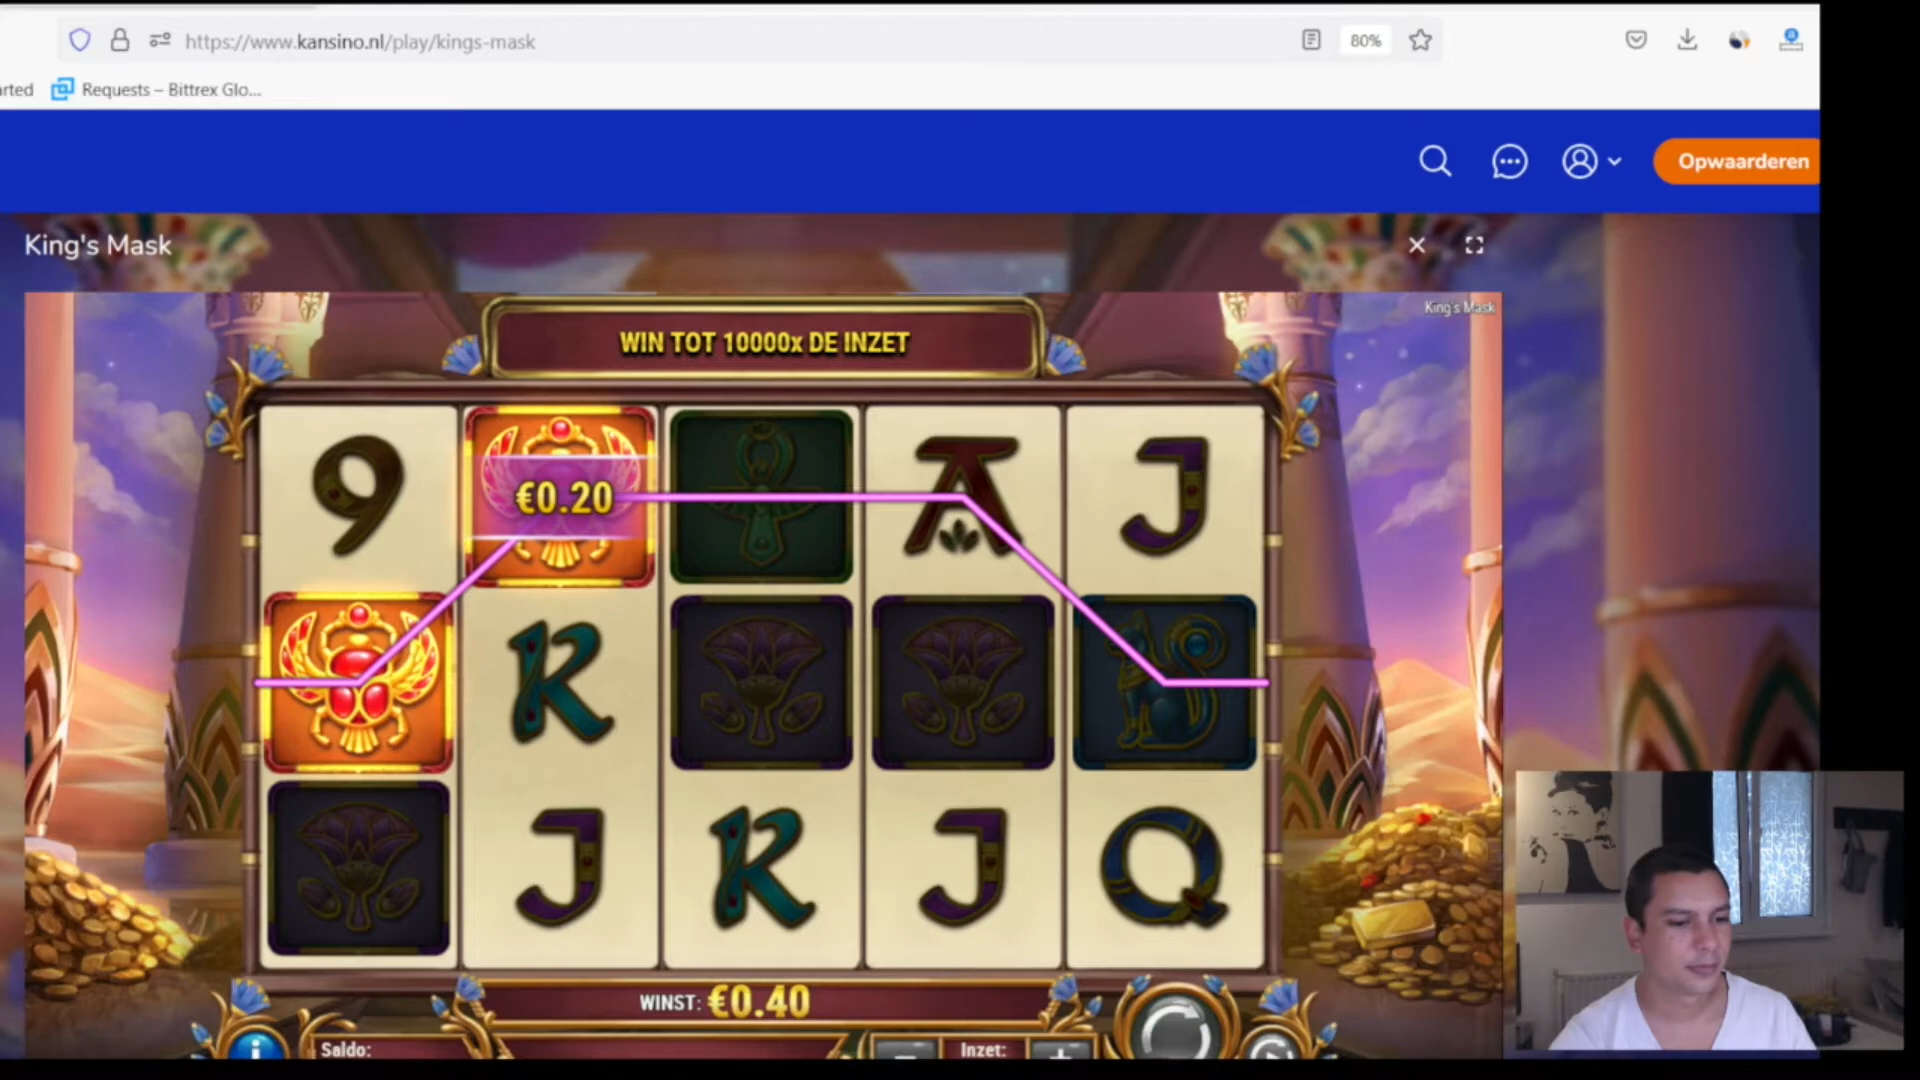 https://www.kansino.nl/play/kings-mask
80%
arted
Requests – Bittrex Glo...
Opwaarderen
King's Mask
King's Mask
WIN TOT 10000x DE INZET
9
A
J
€0.20
K
J
K
J
Q
WINST: €0.40
Saldo:
Inzet: